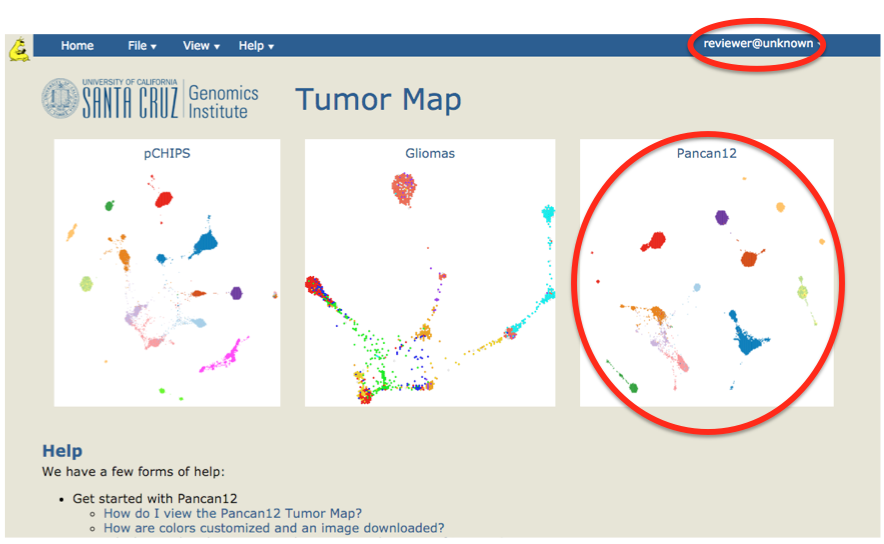 Home File ▾ View ▾ Help ▾ reviewer@unknown
UNIVERSITY OF CALIFORNIA
SANTA CRUZ
Genomics
Institute
Tumor Map
pCHIPS
Gliomas
Pancan12
Help
We have a few forms of help:
• Get started with Pancan12
○ How do I view the Pancan12 Tumor Map?
○ How are colors customized and an image downloaded?